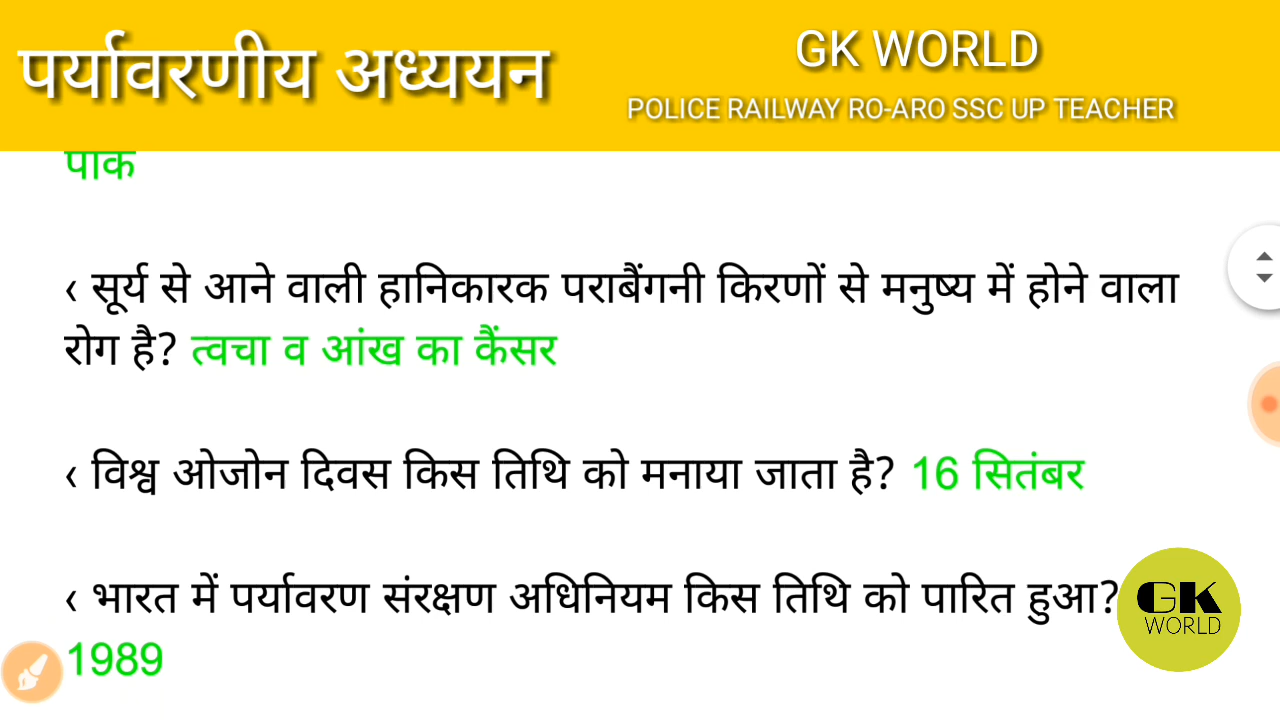 पर्यावरणीय अध्ययन
GK WORLD
POLICE RAILWAY RO-ARO SSC UP TEACHER
‹ सूर्य से आने वाली हानिकारक पराबैंगनी किरणों से मनुष्य में होने वाला
रोग है? त्वचा व आंख का कैंसर
‹ विश्व ओजोन दिवस किस तिथि को मनाया जाता है? 16 सितंबर
‹ भारत में पर्यावरण संरक्षण अधिनियम किस तिथि को पारित हुआ?
1989
GK
WORLD